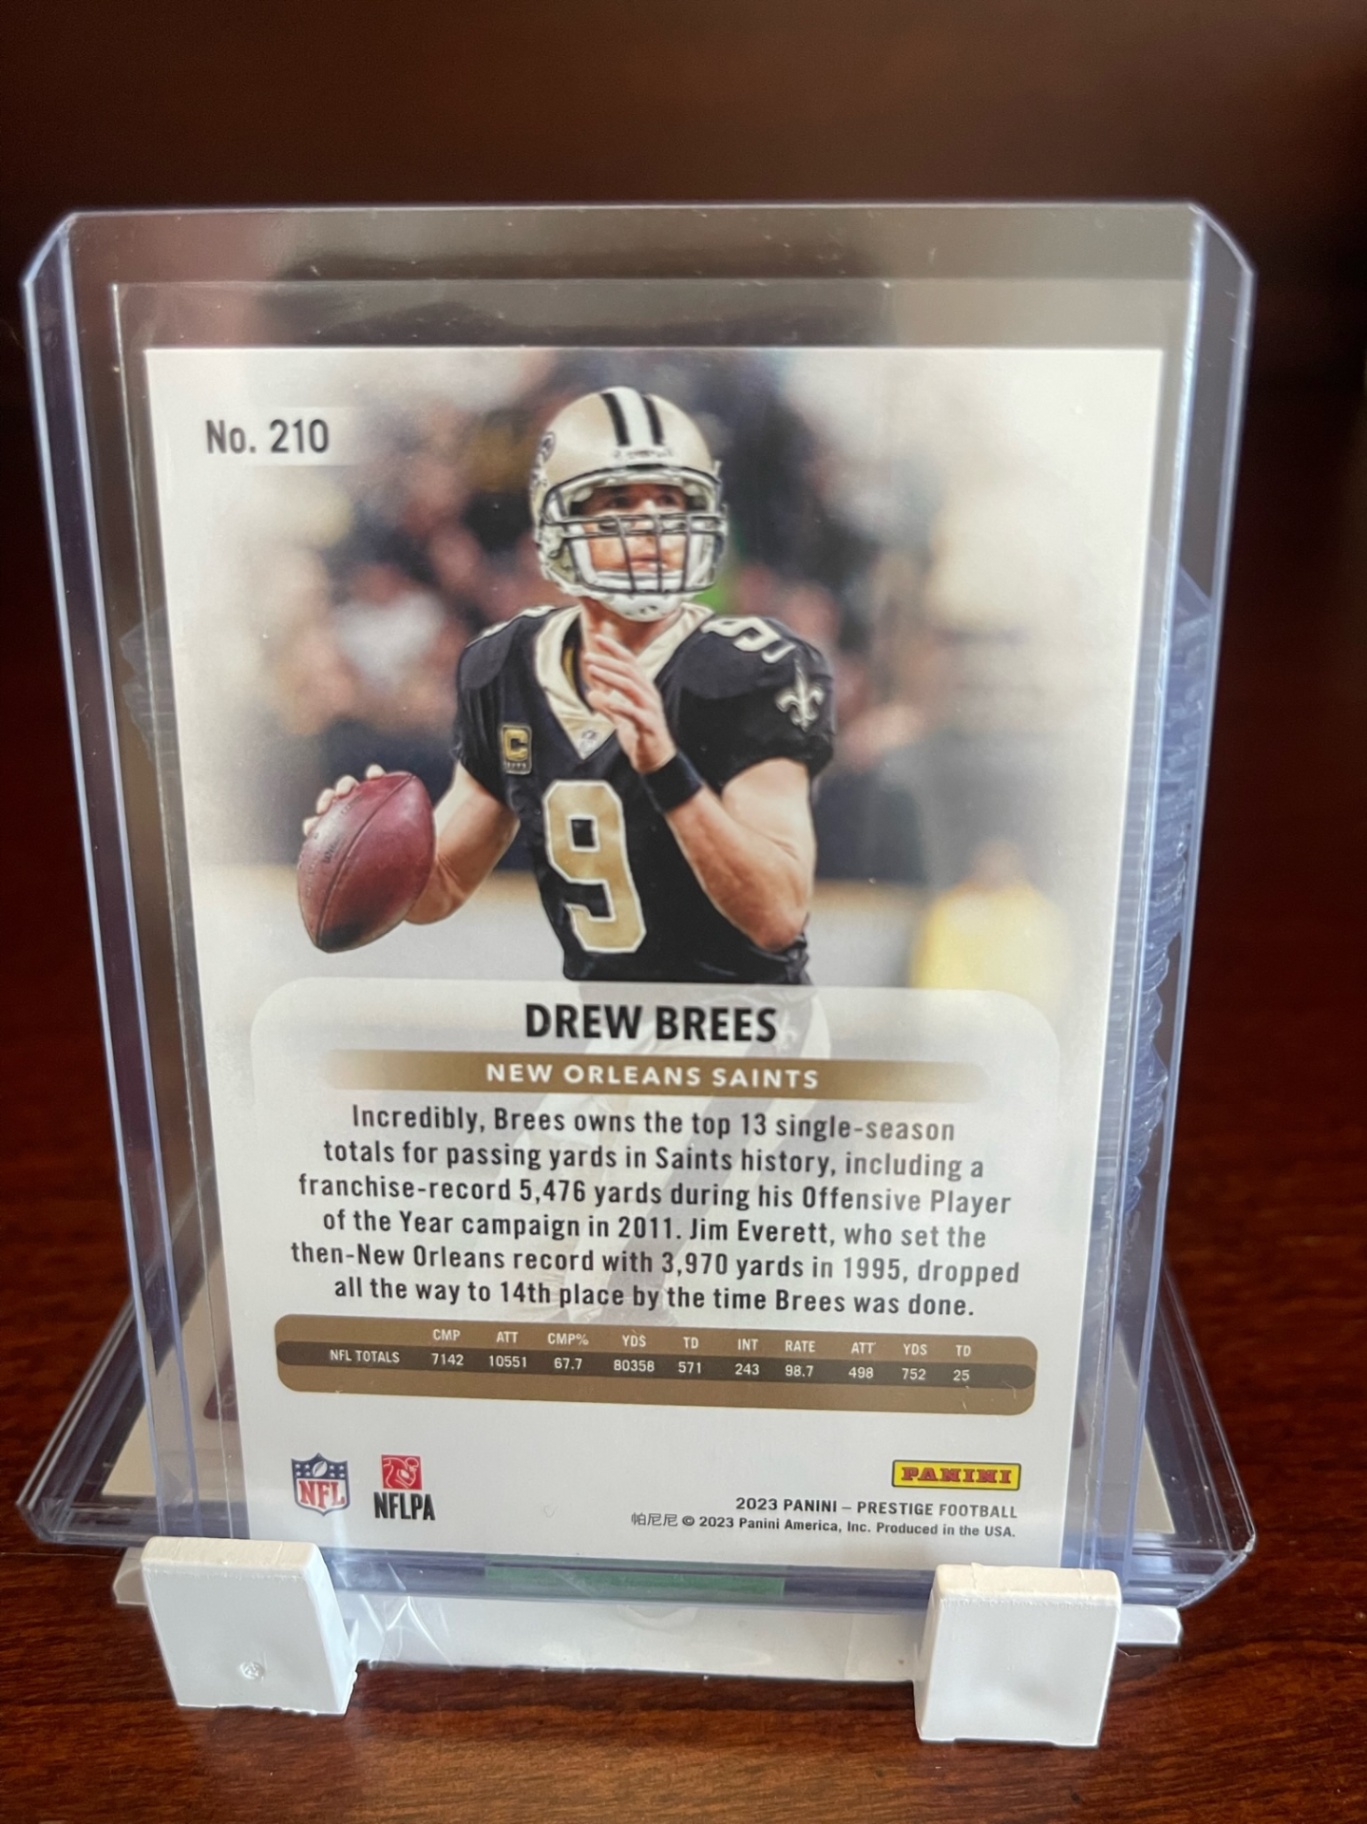 No. 210
9
C
9
DREW BREES
NEW ORLEANS SAINTS
Incredibly, Brees owns the top 13 single-season
totals for passing yards in Saints history, including a
franchise-record 5,476 yards during his Offensive Player
of the Year campaign in 2011. Jim Everett, who set the
then-New Orleans record with 3,970 yards in 1995, dropped
all the way to 14th place by the time Brees was done.
CMP ATT CMP% YDS TD INT RATE ATT YDS TD
NFL TOTALS 7142 10551 67.7 80358 571 243 98.7 498 752 25
NFL
NFLPA
PANINI
2023 PANINI – PRESTIGE FOOTBALL
帕尼尼 © 2023 Panini America, Inc. Produced in the USA.